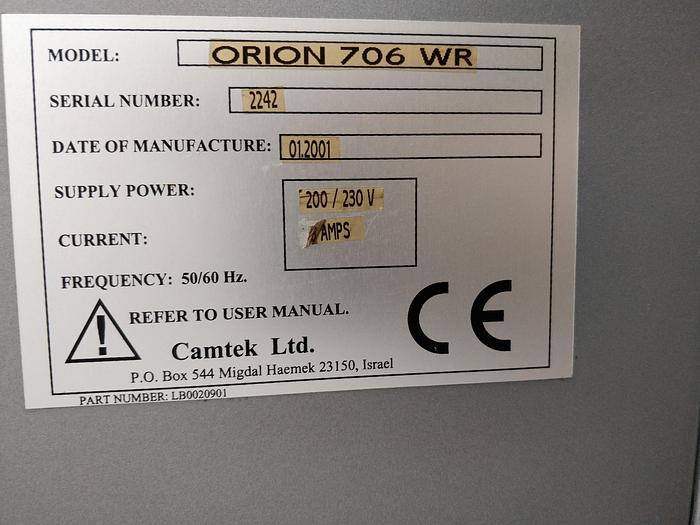 MODEL: ORION 706 WR
SERIAL NUMBER: 2242
DATE OF MANUFACTURE: 01.2001
SUPPLY POWER: 200 / 230 V
CURRENT: AMPS
FREQUENCY: 50/60 Hz.
REFER TO USER MANUAL.
CE
Camtek Ltd.
P.O. Box 544 Migdal Haemek 23150, Israel
PART NUMBER: LB0020901